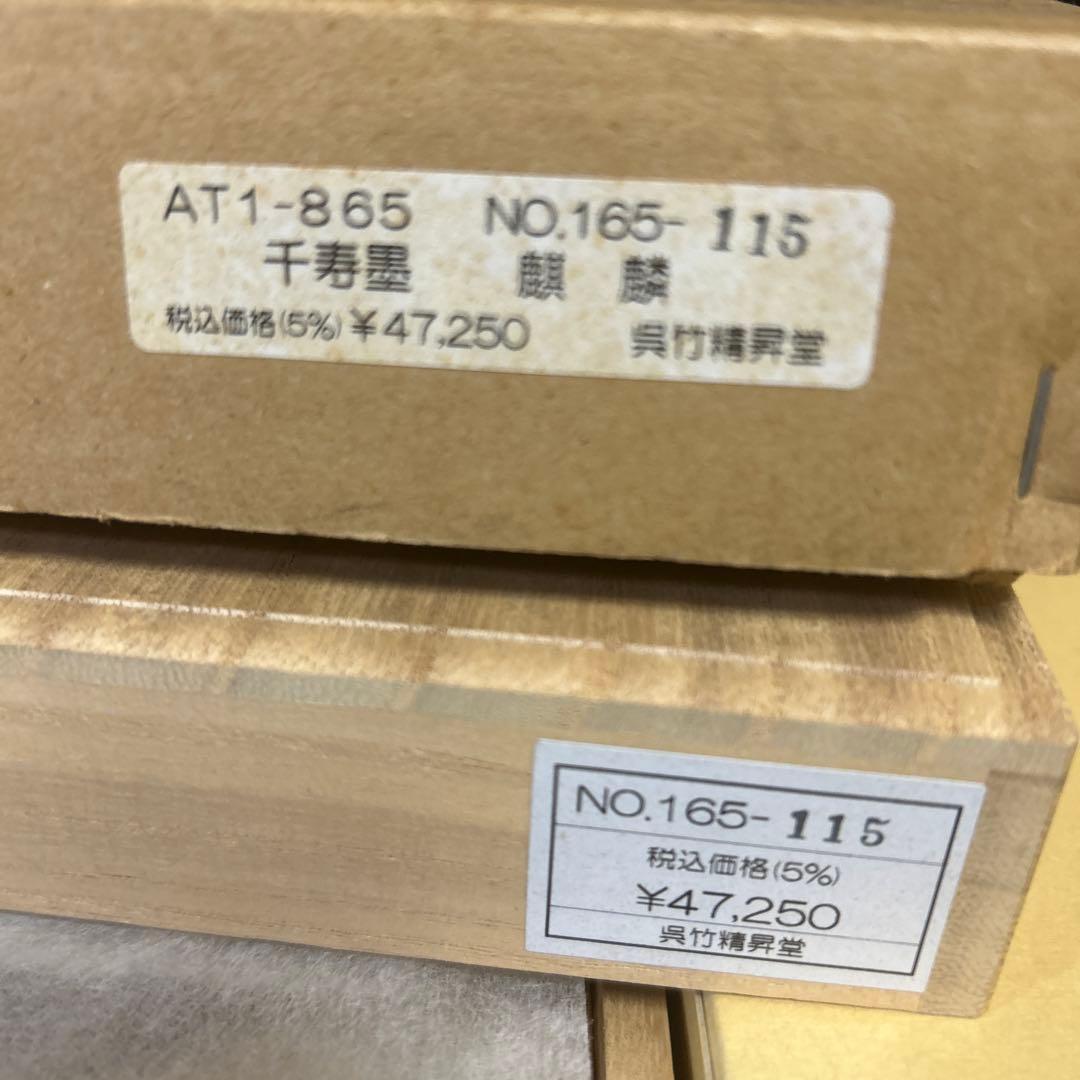 AT1-865 NO.165-115
千寿墨 麒麟
税込価格(5%)¥47,250 呉竹精昇堂
NO.165-115
税込価格(5%)
¥47,250
呉竹精昇堂